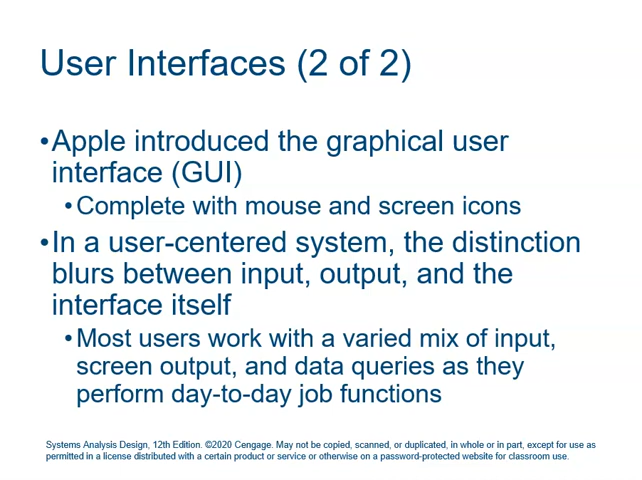 User Interfaces (2 of 2)
•Apple introduced the graphical user
interface (GUI)
•Complete with mouse and screen icons
•In a user-centered system, the distinction
blurs between input, output, and the
interface itself
•Most users work with a varied mix of input,
screen output, and data queries as they
perform day-to-day job functions
Systems Analysis Design, 12th Edition. ©2020 Cengage. May not be copied, scanned, or duplicated, in whole or in part, except for use as
permitted in a license distributed with a certain product or service or otherwise on a password-protected website for classroom use.